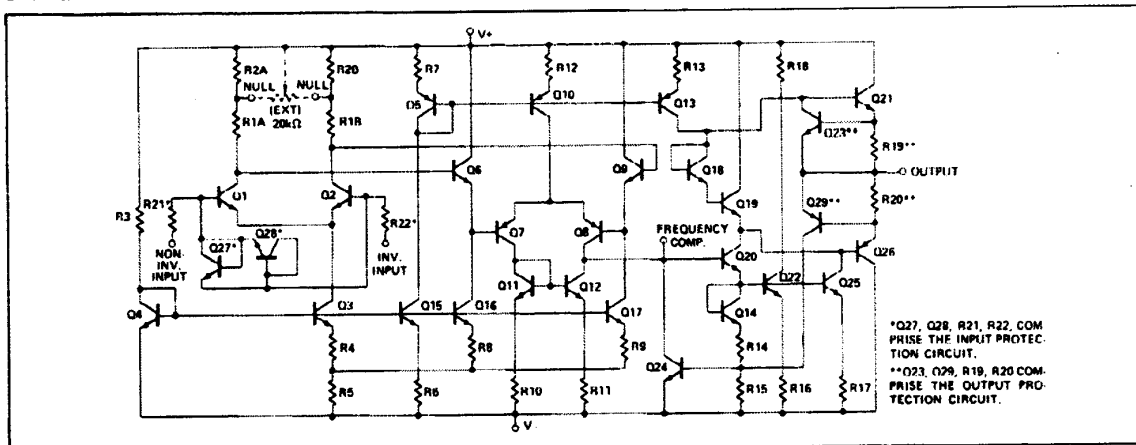 V+
R2A
R20
R7
R12
R13
R18
NULL
NULL
(EXT)
20kΩ
Q5
Q10
Q13
Q21
R1A
R1B
Q23**
R19**
Q6
Q9
Q18
OUTPUT
R21*
Q1
Q2
R22*
Q19
Q29**
R20**
R3
FREQUENCY
COMP.
Q7
Q8
Q26
Q28*
Q27*
NON-
INV.
INPUT
INV.
INPUT
Q20
Q22
Q25
Q11
Q12
Q4
Q3
Q15
Q16
Q17
Q14
R4
R8
R9
Q24
R14
R5
R6
R10
R11
R15
R16
R17
V
*Q27, Q28, R21, R22, COM
PRISE THE INPUT PROTEC-
TION CIRCUIT.
**Q23, Q29, R19, R20 COM-
PRISE THE OUTPUT PRO-
TECTION CIRCUIT.